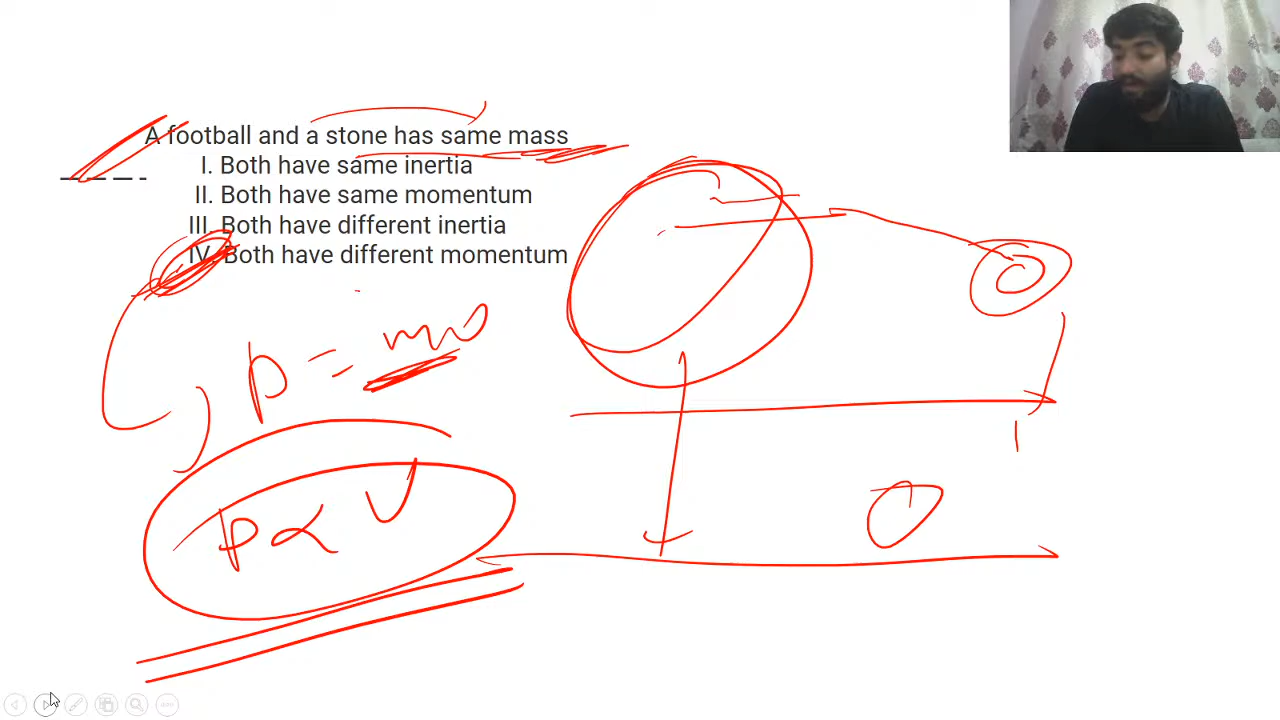 A football and a stone has same mass
I. Both have same inertia
II. Both have same momentum
III. Both have different inertia
IV. Both have different momentum
p = mv
p ∝ v